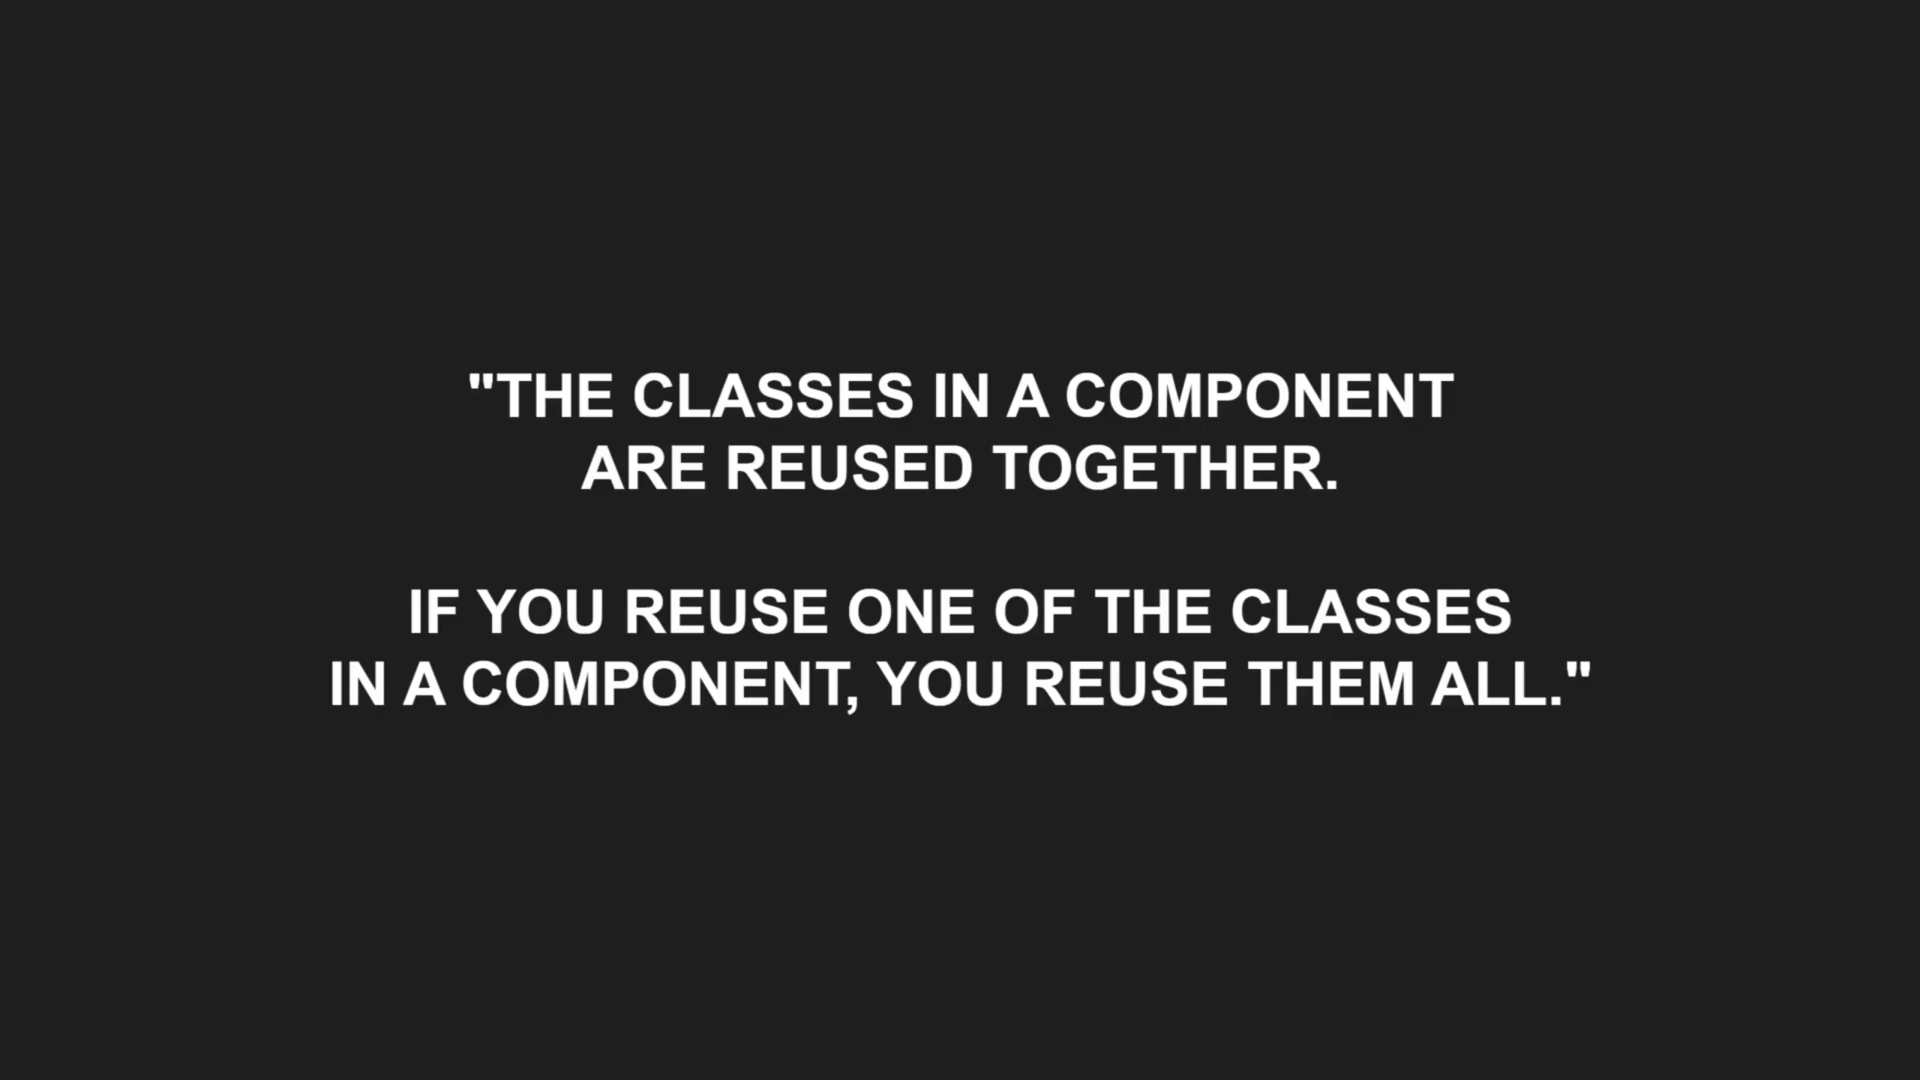 "THE CLASSES IN A COMPONENT
ARE REUSED TOGETHER.
IF YOU REUSE ONE OF THE CLASSES
IN A COMPONENT, YOU REUSE THEM ALL."